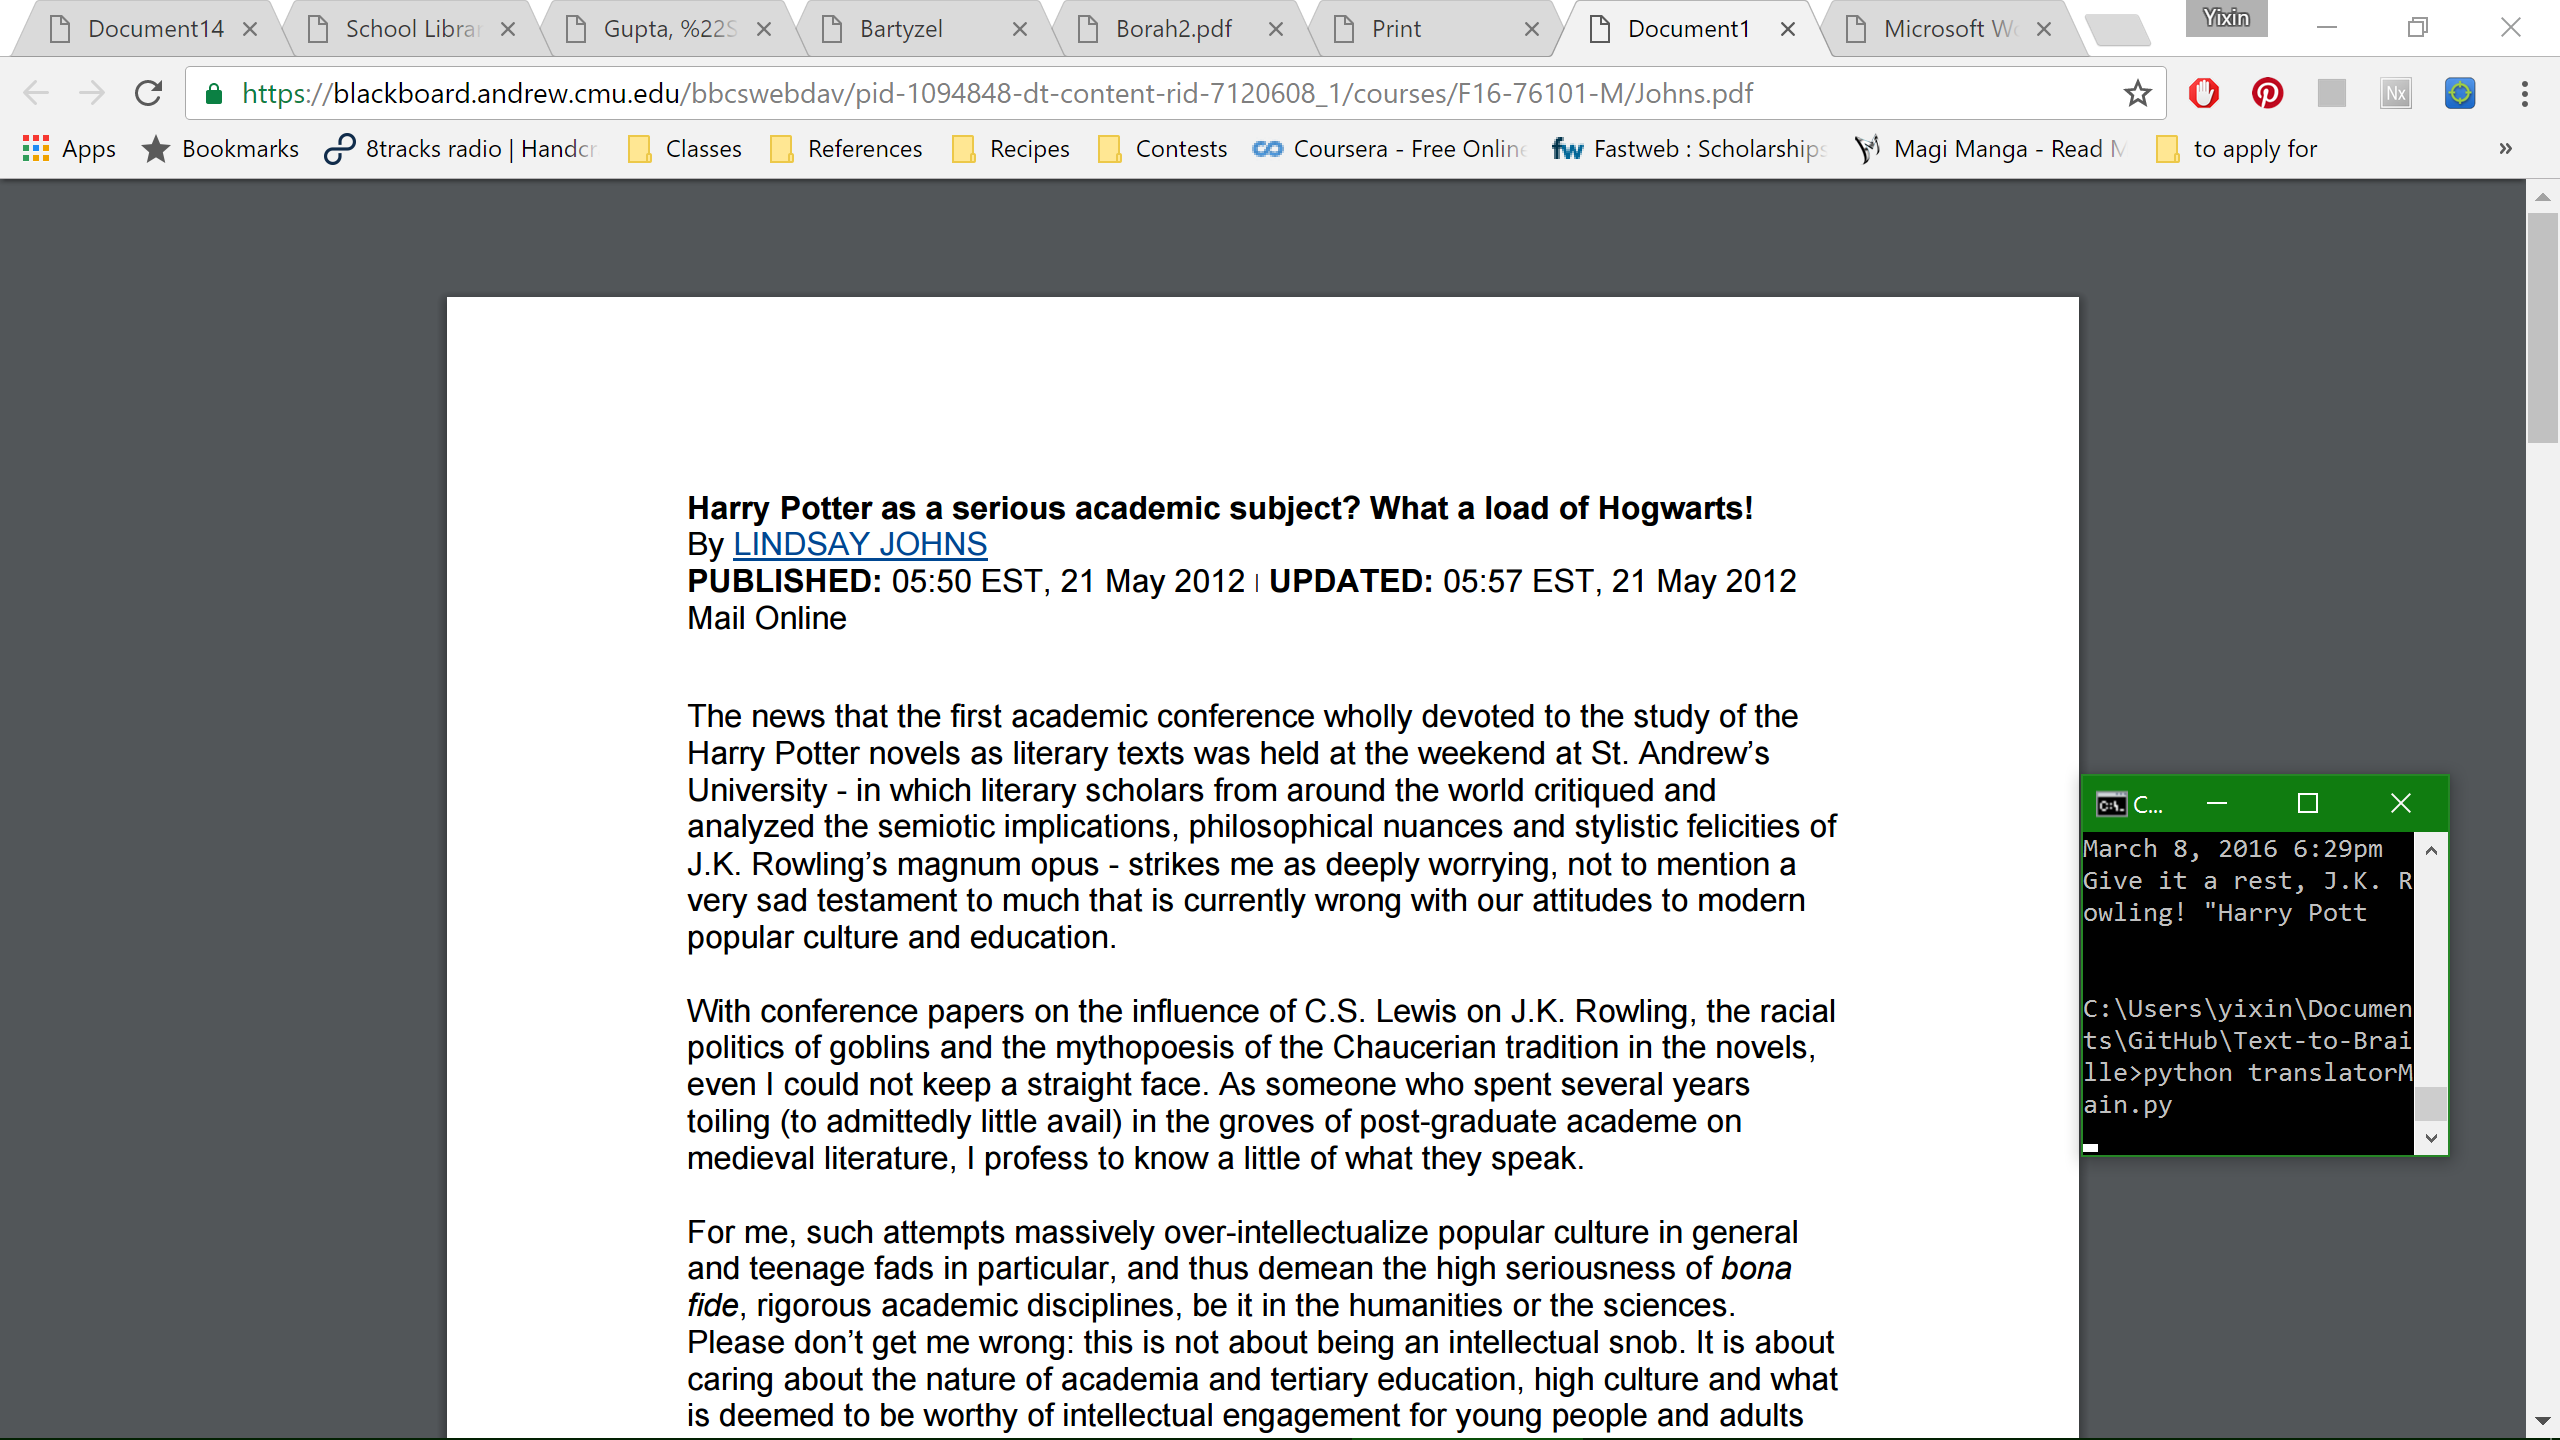 Document14
School Librar
Gupta, %22S
Bartyzel
Borah2.pdf
Print
Document1
Microsoft Wo
Yixin
https://blackboard.andrew.cmu.edu/bbcswebdav/pid-1094848-dt-content-rid-7120608_1/courses/F16-76101-M/Johns.pdf
Nx
Apps
Bookmarks
8tracks radio | Handcr
Classes
References
Recipes
Contests
Coursera - Free Online
fw Fastweb : Scholarships
Magi Manga - Read M
to apply for
»
Harry Potter as a serious academic subject? What a load of Hogwarts!
By LINDSAY JOHNS
PUBLISHED: 05:50 EST, 21 May 2012 | UPDATED: 05:57 EST, 21 May 2012
Mail Online
The news that the first academic conference wholly devoted to the study of the
Harry Potter novels as literary texts was held at the weekend at St. Andrew’s
University - in which literary scholars from around the world critiqued and
analyzed the semiotic implications, philosophical nuances and stylistic felicities of
J.K. Rowling’s magnum opus - strikes me as deeply worrying, not to mention a
very sad testament to much that is currently wrong with our attitudes to modern
popular culture and education.
With conference papers on the influence of C.S. Lewis on J.K. Rowling, the racial
politics of goblins and the mythopoesis of the Chaucerian tradition in the novels,
even I could not keep a straight face. As someone who spent several years
toiling (to admittedly little avail) in the groves of post-graduate academe on
medieval literature, I profess to know a little of what they speak.
For me, such attempts massively over-intellectualize popular culture in general
and teenage fads in particular, and thus demean the high seriousness of bona
fide, rigorous academic disciplines, be it in the humanities or the sciences.
Please don’t get me wrong: this is not about being an intellectual snob. It is about
caring about the nature of academia and tertiary education, high culture and what
is deemed to be worthy of intellectual engagement for young people and adults
C:\. C...
March 8, 2016 6:29pm
Give it a rest, J.K. R
owling! "Harry Pott
C:\Users\yixin\Documen
ts\GitHub\Text-to-Brai
lle>python translatorM
ain.py